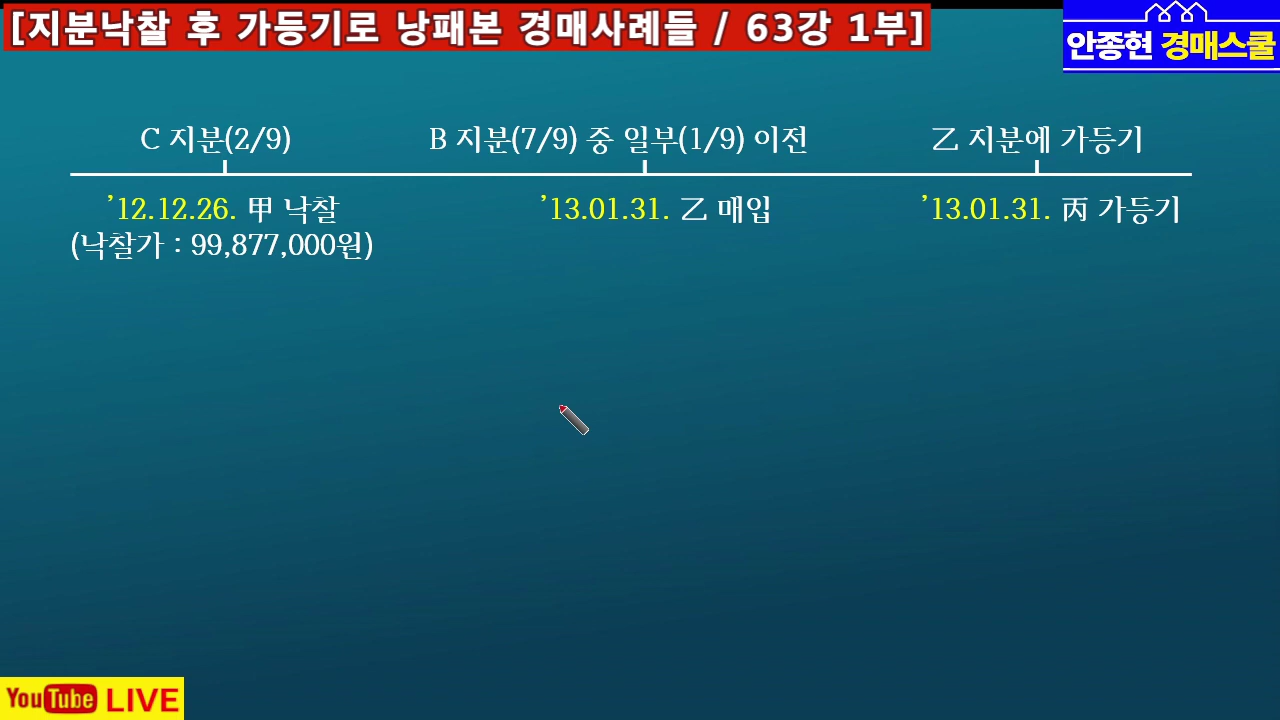 [지분낙찰 후 가등기로 낭패본 경매사례들 / 63강 1부]
안종현 경매스쿨
C 지분(2/9)
B 지분(7/9) 중 일부(1/9) 이전
乙 지분에 가등기
’12.12.26. 甲 낙찰
’13.01.31. 乙 매입
’13.01.31. 丙 가등기
(낙찰가 : 99,877,000원)
YouTube LIVE